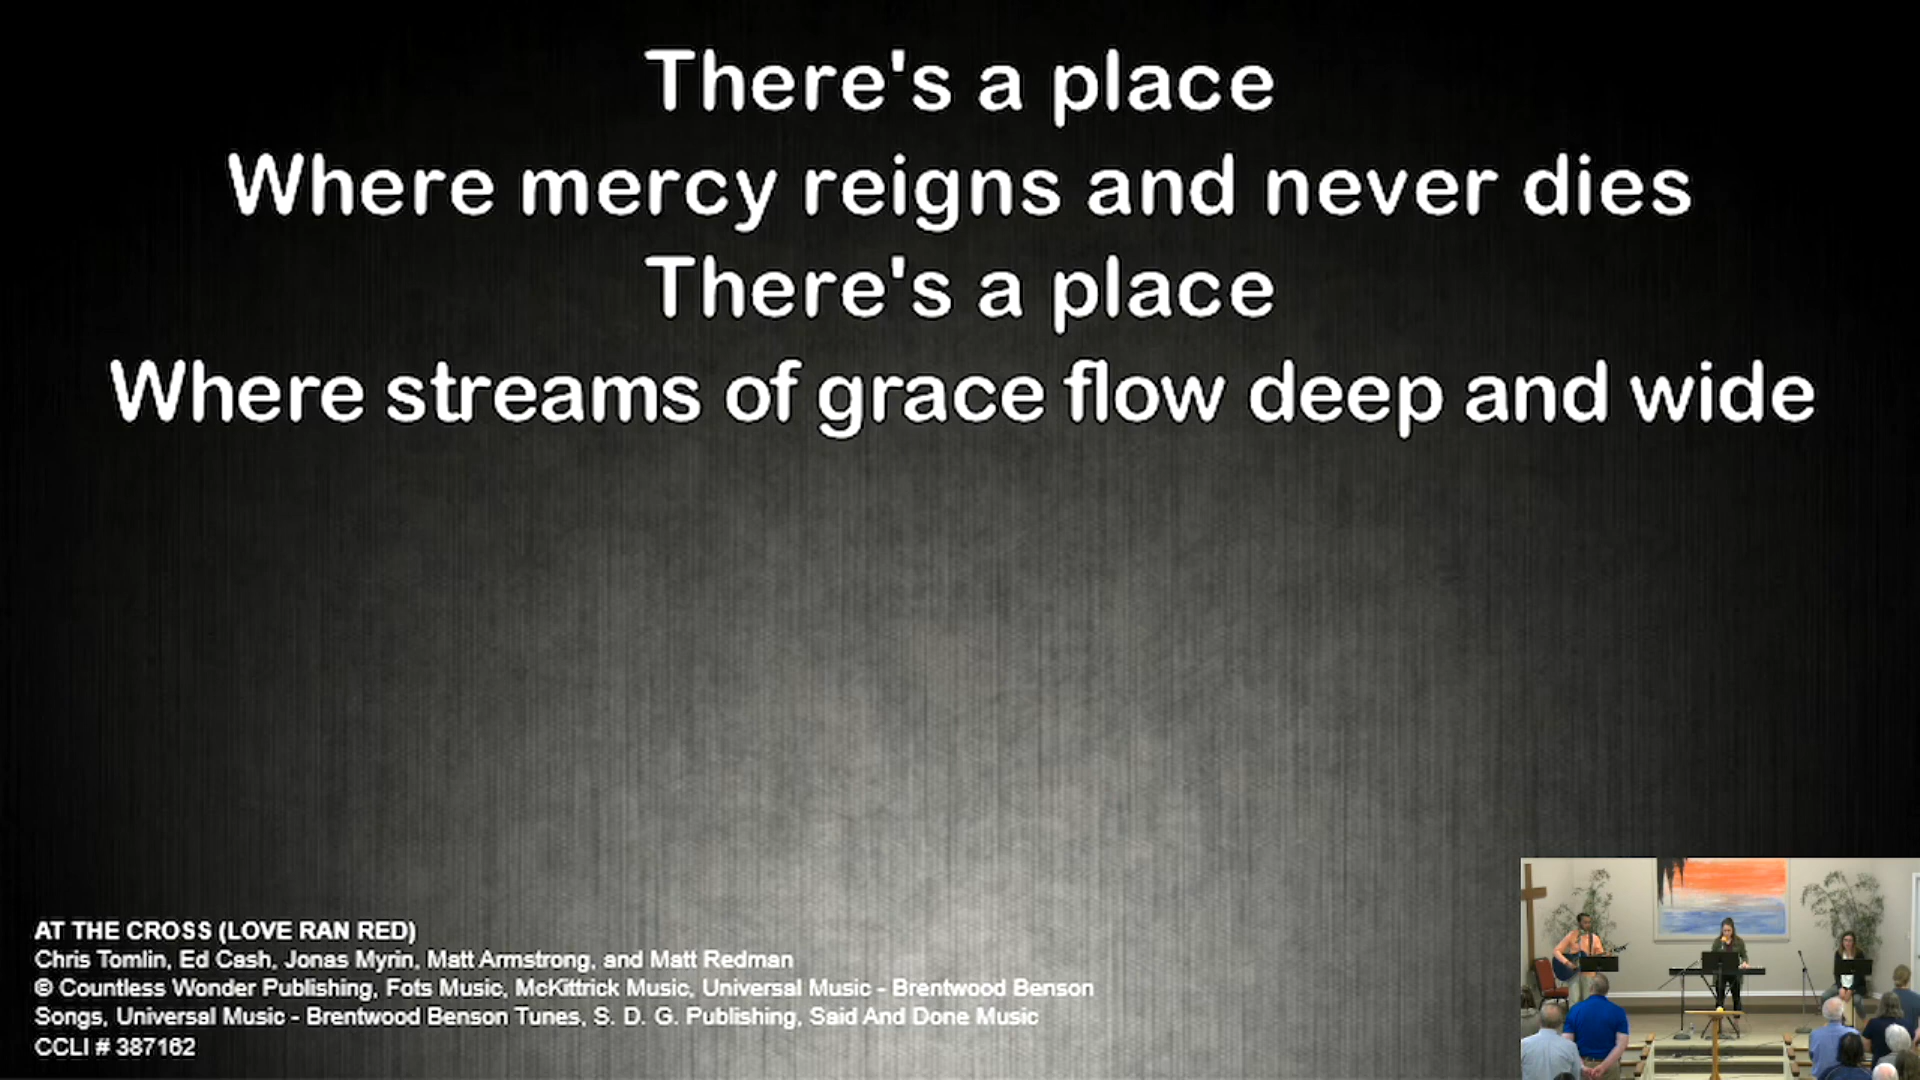 There's a place
Where mercy reigns and never dies
There's a place
Where streams of grace flow deep and wide
AT THE CROSS (LOVE RAN RED)
Chris Tomlin, Ed Cash, Jonas Myrin, Matt Armstrong, and Matt Redman
© Countless Wonder Publishing, Fots Music, McKittrick Music, Universal Music - Brentwood Benson
Songs, Universal Music - Brentwood Benson Tunes, S. D. G. Publishing, Said And Done Music
CCLI # 387162